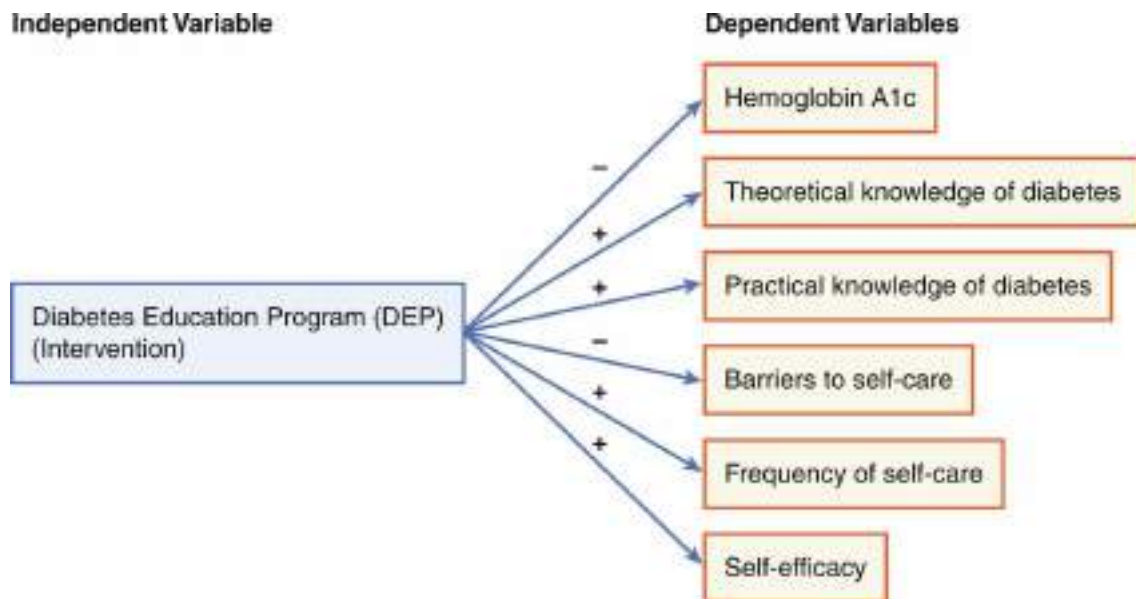 Independent Variable
Dependent Variables
Hemoglobin A1c
–
Theoretical knowledge of diabetes
+
+
Practical knowledge of diabetes
Diabetes Education Program (DEP)
(Intervention)
–
Barriers to self-care
+
+
Frequency of self-care
Self-efficacy